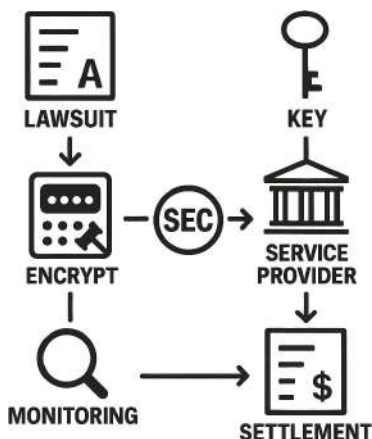 A
LAWSUIT
KEY
SEC
ENCRYPT
SERVICE
PROVIDER
MONITORING
$
SETTLEMENT